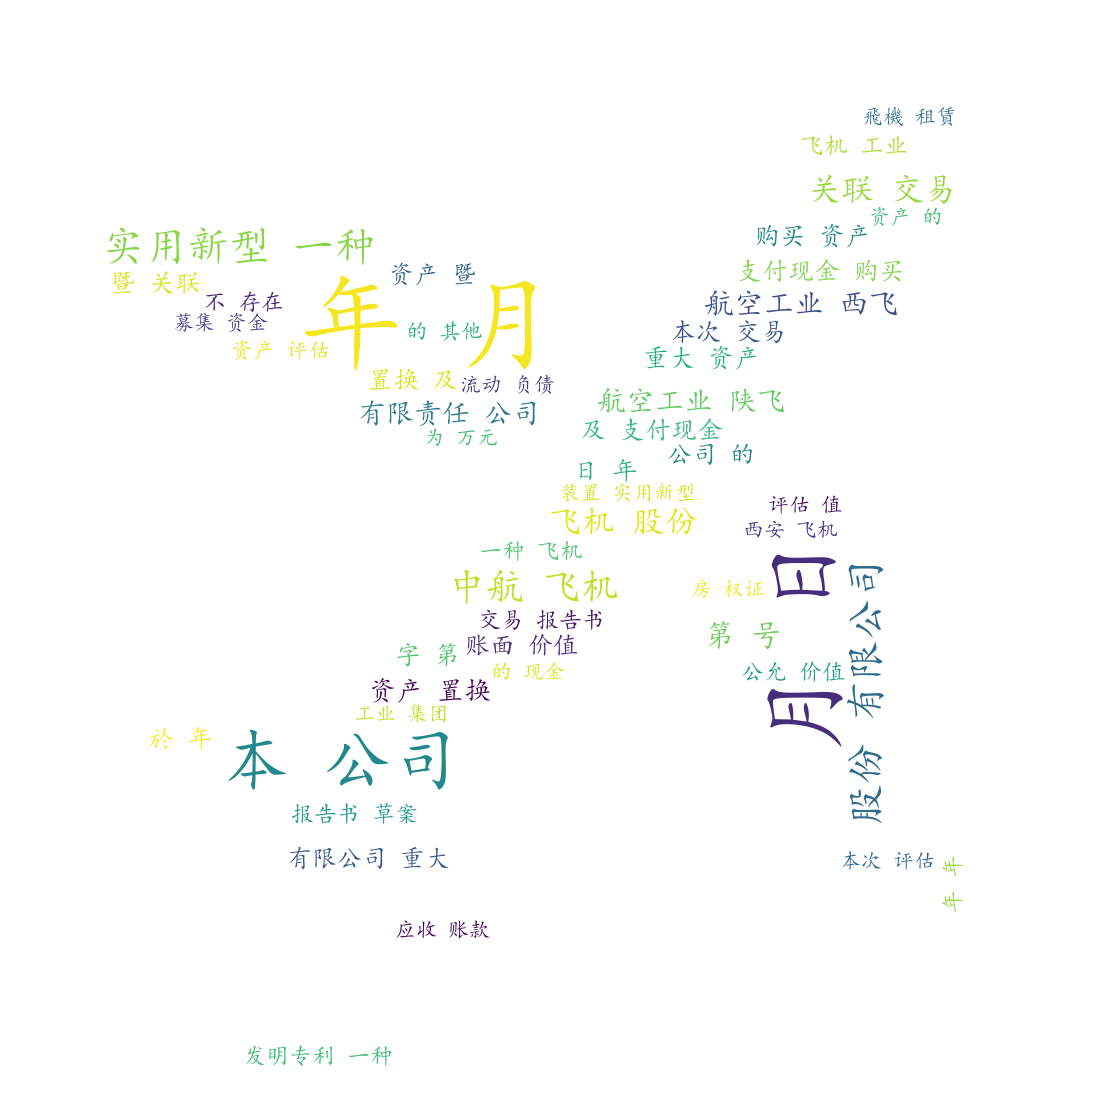 飛機 租賃
飞机 工业
关联 交易
资产 的
购买 资产
实用新型 一种
支付现金 购买
资产 暨
暨 关联
不 存在
航空工业 西飞
年 月
募集 资金
的 其他
本次 交易
资产 评估
重大 资产
置换 及
流动 负债
航空工业 陕飞
有限责任 公司
及 支付现金
为 万元
公司 的
日 年
装置 实用新型
评估 值
飞机 股份
西安 飞机
一种 飞机
月 日
中航 飞机
房 权证
交易 报告书
第 号
账面 价值
字 第
的 现金
公允 价值
资产 置换
股份 有限公司
工业 集团
於 年
本 公司
报告书 草案
有限公司 重大
本次 评估
年 年
应收 账款
发明专利 一种